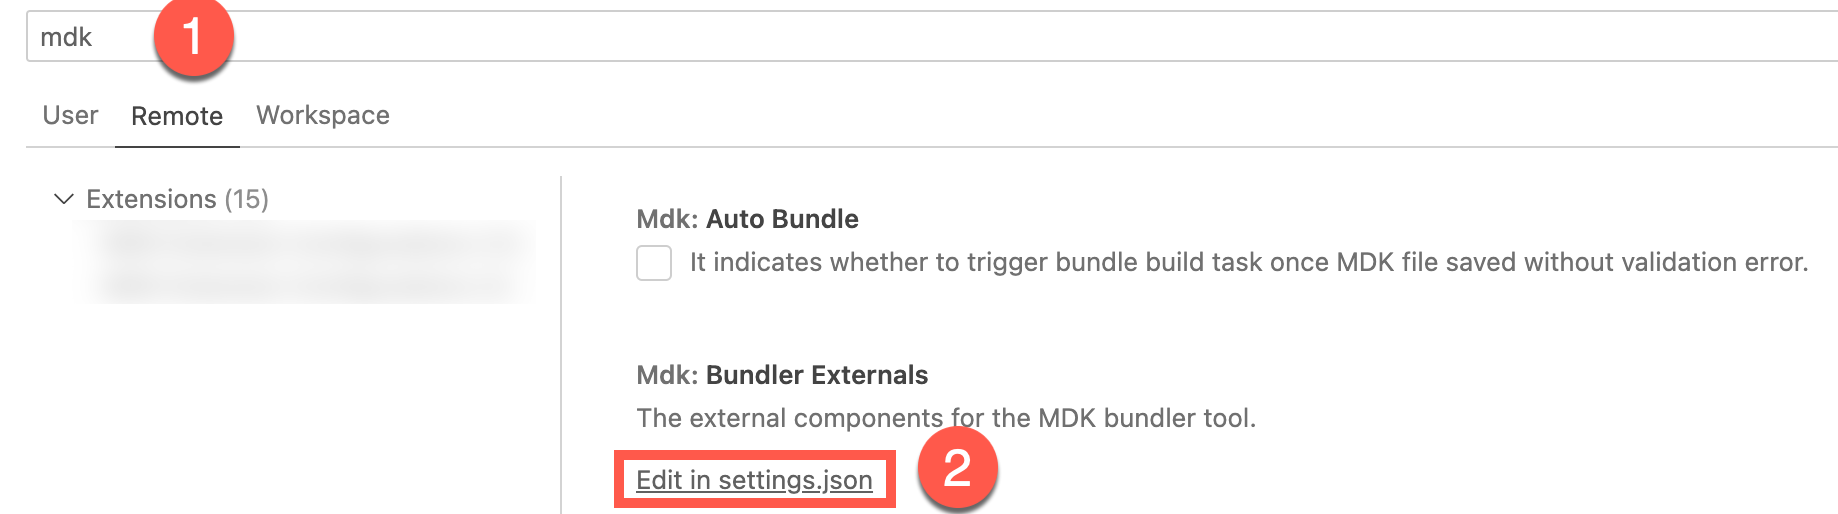 mdk
1
User Remote Workspace
Extensions (15)
Mdk: Auto Bundle
It indicates whether to trigger bundle build task once MDK file saved without validation error.
Mdk: Bundler Externals
The external components for the MDK bundler tool.
Edit in settings.json
2